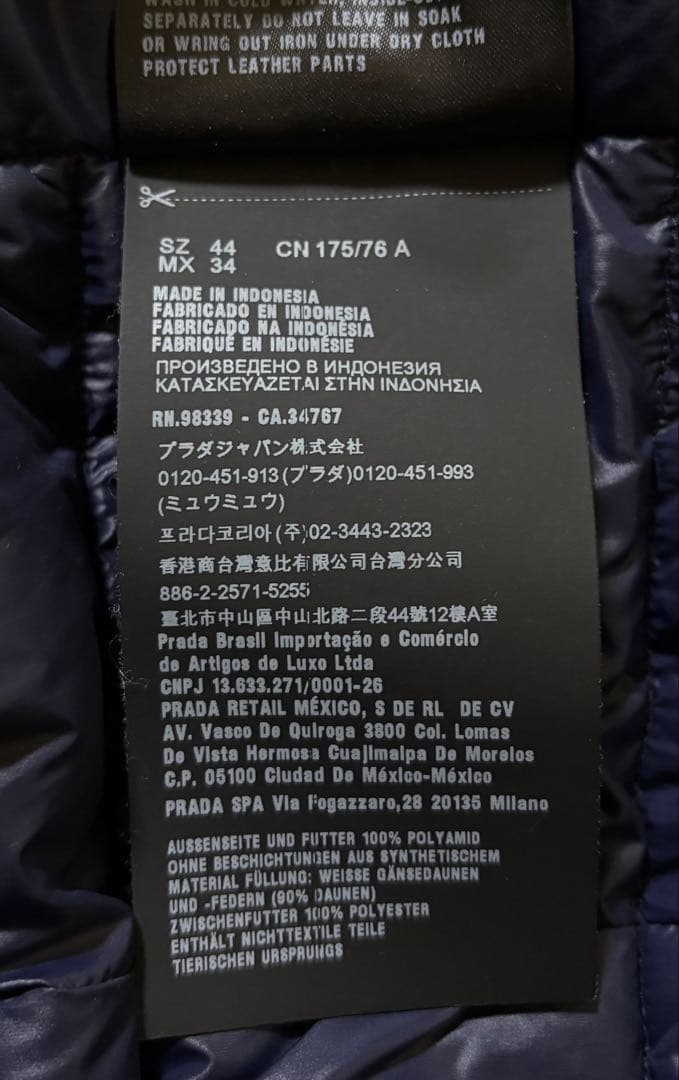 WASH IN COLD WATER, INSIDE OUT
SEPARATELY DO NOT LEAVE IN SOAK
OR WRING OUT IRON UNDER DRY CLOTH
PROTECT LEATHER PARTS
SZ 44 CN 175/76 A
MX 34
MADE IN INDONESIA
FABRICADO EN INDONESIA
FABRICADO NA INDONÉSIA
FABRIQUÉ EN INDONÉSIE
ПРОИЗВЕДЕНО В ИНДОНЕЗИЯ
ΚΑΤΑΣΚΕΥΑΖΕΤΑΙ ΣΤΗΝ ΙΝΔΟΝΗΣΙΑ
RN.98339 - CA.34767
プラダジャパン株式会社
0120-451-913(プラダ)0120-451-993
(ミュウミュウ)
프라다코리아(주)02-3443-2323
香港商台灣意比有限公司台灣分公司
886-2-2571-5255
臺北市中山區中山北路二段44號12樓A室
Prada Brasil Importação e Comércio
de Artigos de Luxo Ltda
CNPJ 13.633.271/0001-26
PRADA RETAIL MÉXICO, S DE RL DE CV
AV. Vasco De Quiroga 3800 Col. Lomas
De Vista Hermosa Cuajimalpa De Morelos
C.P. 05100 Ciudad De México-México
PRADA SPA Via Fogazzaro,28 20135 Milano
AUSSENSEITE UND FUTTER 100% POLYAMID
OHNE BESCHICHTUNGEN AUS SYNTHETISCHEM
MATERIAL FÜLLUNG: WEISSE GÄNSEDAUNEN
UND -FEDERN (90% DAUNEN)
ZWISCHENFUTTER 100% POLYESTER
ENTHÄLT NICHTTEXTILE TEILE
TIERISCHEN URSPRUNGS